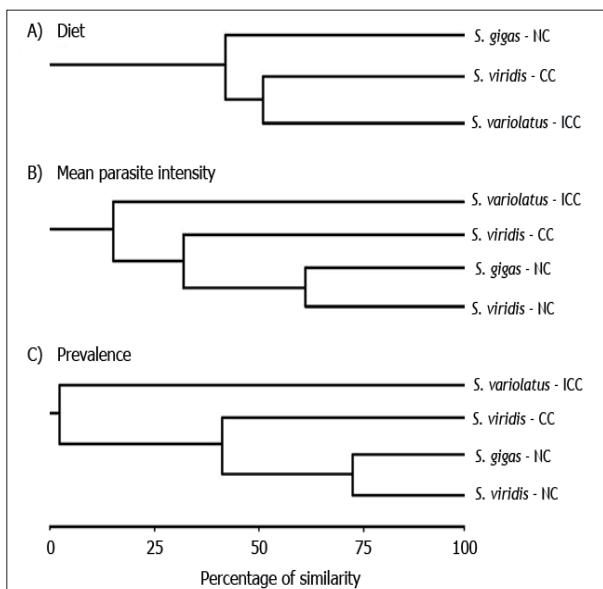 A) Diet
S. gigas - NC
S. viridis - CC
S. variolatus - ICC
B) Mean parasite intensity
S. variolatus - ICC
S. viridis - CC
S. gigas - NC
S. viridis - NC
C) Prevalence
S. variolatus - ICC
S. viridis - CC
S. gigas - NC
S. viridis - NC
0 25 50 75 100
Percentage of similarity